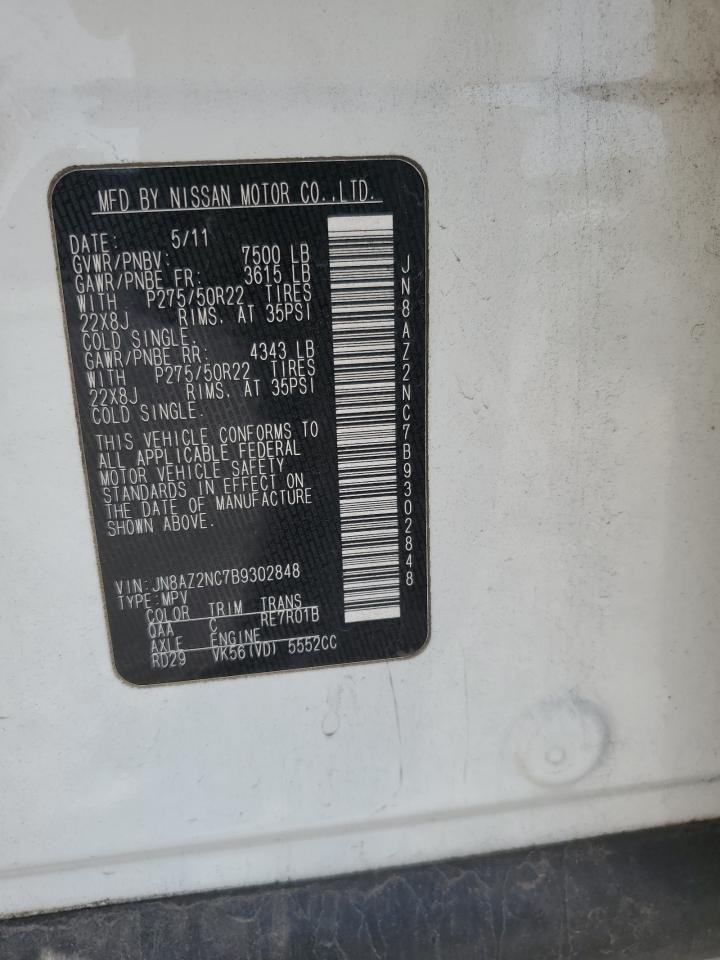 MFD BY NISSAN MOTOR CO.,LTD.
DATE: 5/11
GVWR/PNBV: 7500 LB
GAWR/PNBE FR: 3615 LB
WITH P275/50R22 TIRES
22X8J RIMS. AT 35PSI
COLD SINGLE.
GAWR/PNBE RR: 4343 LB
WITH P275/50R22 TIRES
22X8J RIMS. AT 35PSI
COLD SINGLE.
THIS VEHICLE CONFORMS TO
ALL APPLICABLE FEDERAL
MOTOR VEHICLE SAFETY
STANDARDS IN EFFECT ON
THE DATE OF MANUFACTURE
SHOWN ABOVE.
VIN:JN8AZ2NC7B9302848
TYPE:MPV
COLOR TRIM TRANS
QAA C RE7R01B
AXLE ENGINE
RD29 VK56(VD) 5552CC
JN8AZ2NC7B9302848